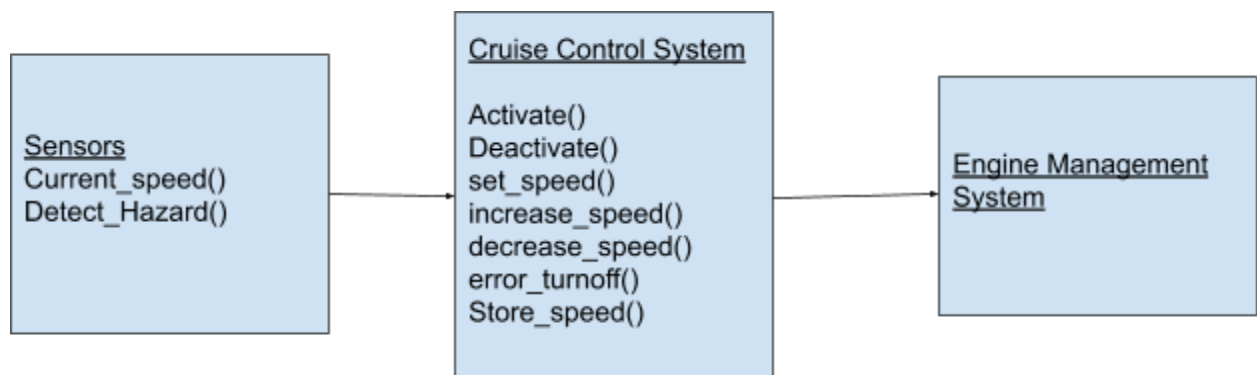 Sensors
Current_speed()
Detect_Hazard()
Cruise Control System
Activate()
Deactivate()
set_speed()
increase_speed()
decrease_speed()
error_turnoff()
Store_speed()
Engine Management
System